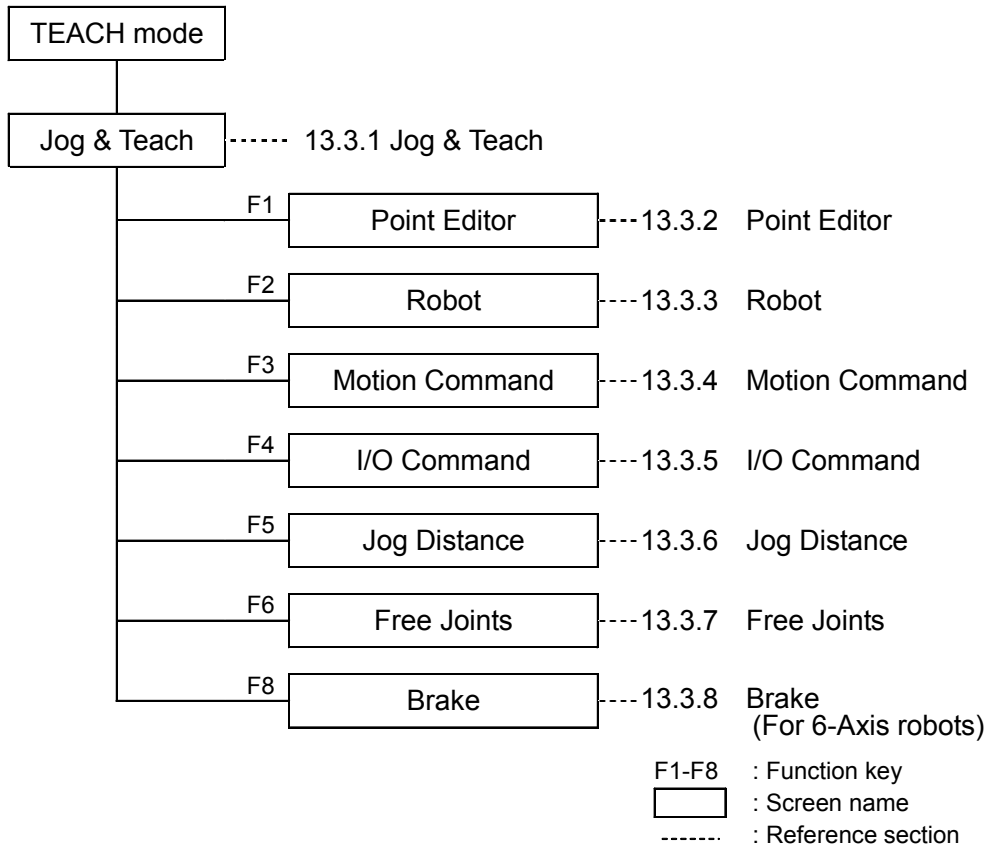 TEACH mode
Jog & Teach 13.3.1 Jog & Teach
F1 Point Editor 13.3.2 Point Editor
F2 Robot 13.3.3 Robot
F3 Motion Command 13.3.4 Motion Command
F4 I/O Command 13.3.5 I/O Command
F5 Jog Distance 13.3.6 Jog Distance
F6 Free Joints 13.3.7 Free Joints
F8 Brake 13.3.8 Brake
(For 6-Axis robots)
F1-F8 : Function key
: Screen name
: Reference section